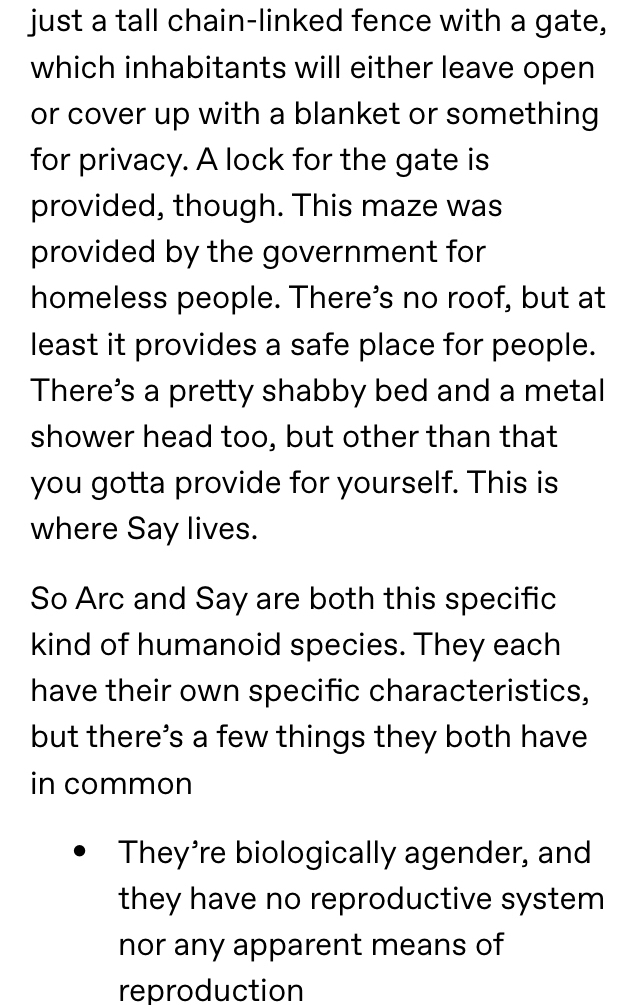 just a tall chain-linked fence with a gate,
which inhabitants will either leave open
or cover up with a blanket or something
for privacy. A lock for the gate is
provided, though. This maze was
provided by the government for
homeless people. There’s no roof, but at
least it provides a safe place for people.
There’s a pretty shabby bed and a metal
shower head too, but other than that
you gotta provide for yourself. This is
where Say lives.
So Arc and Say are both this specific
kind of humanoid species. They each
have their own specific characteristics,
but there’s a few things they both have
in common
• They’re biologically agender, and
they have no reproductive system
nor any apparent means of
reproduction